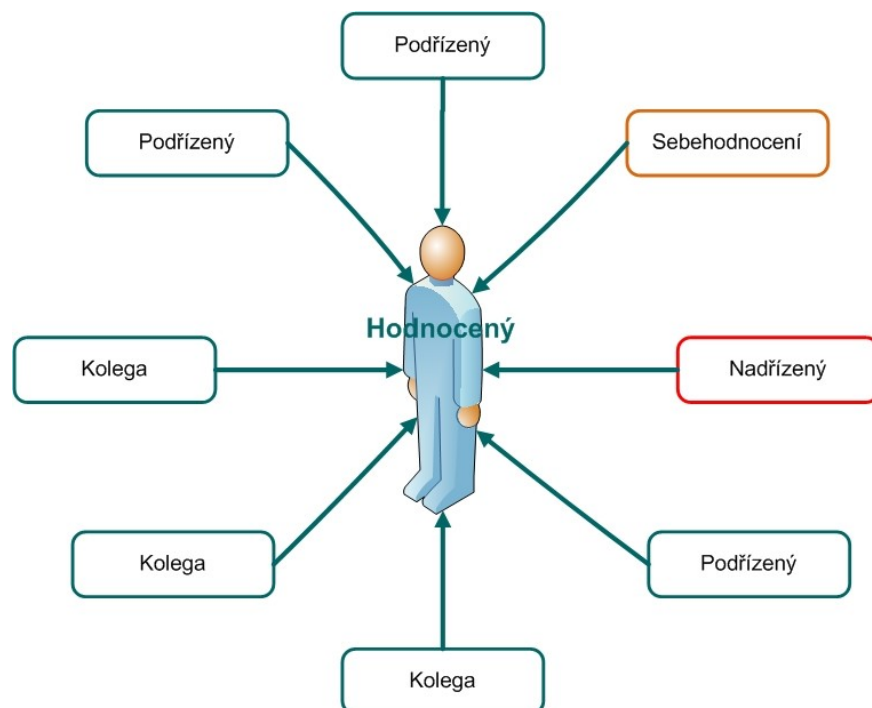 Podřízený
Podřízený
Sebehodnocení
Hodnocený
Kolega
Nadřízený
Kolega
Podřízený
Kolega